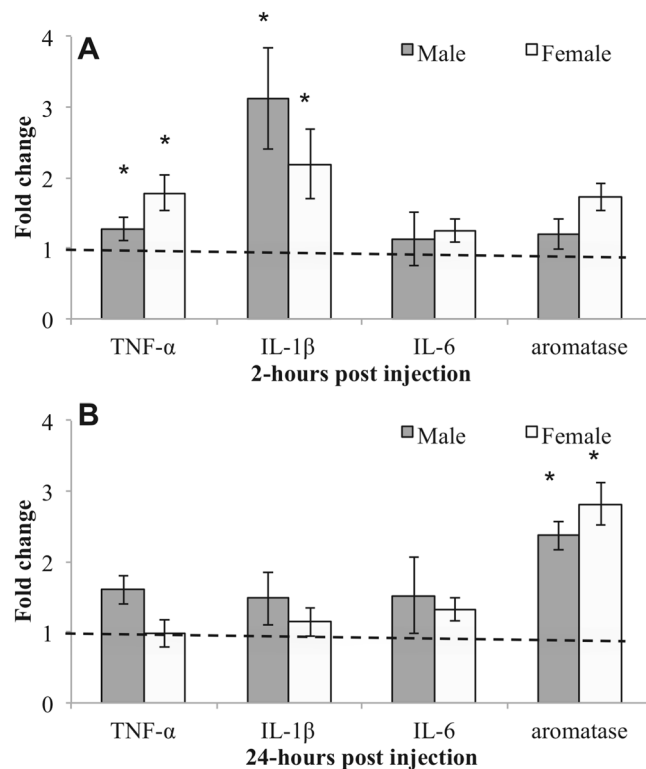 A
Male
Female
*
*
*
*
4
3
2
1
0
Fold change
TNF-α
IL-1β
IL-6
aromatase
2-hours post injection
B
Male
Female
*
*
4
3
2
1
0
Fold change
TNF-α
IL-1β
IL-6
aromatase
24-hours post injection